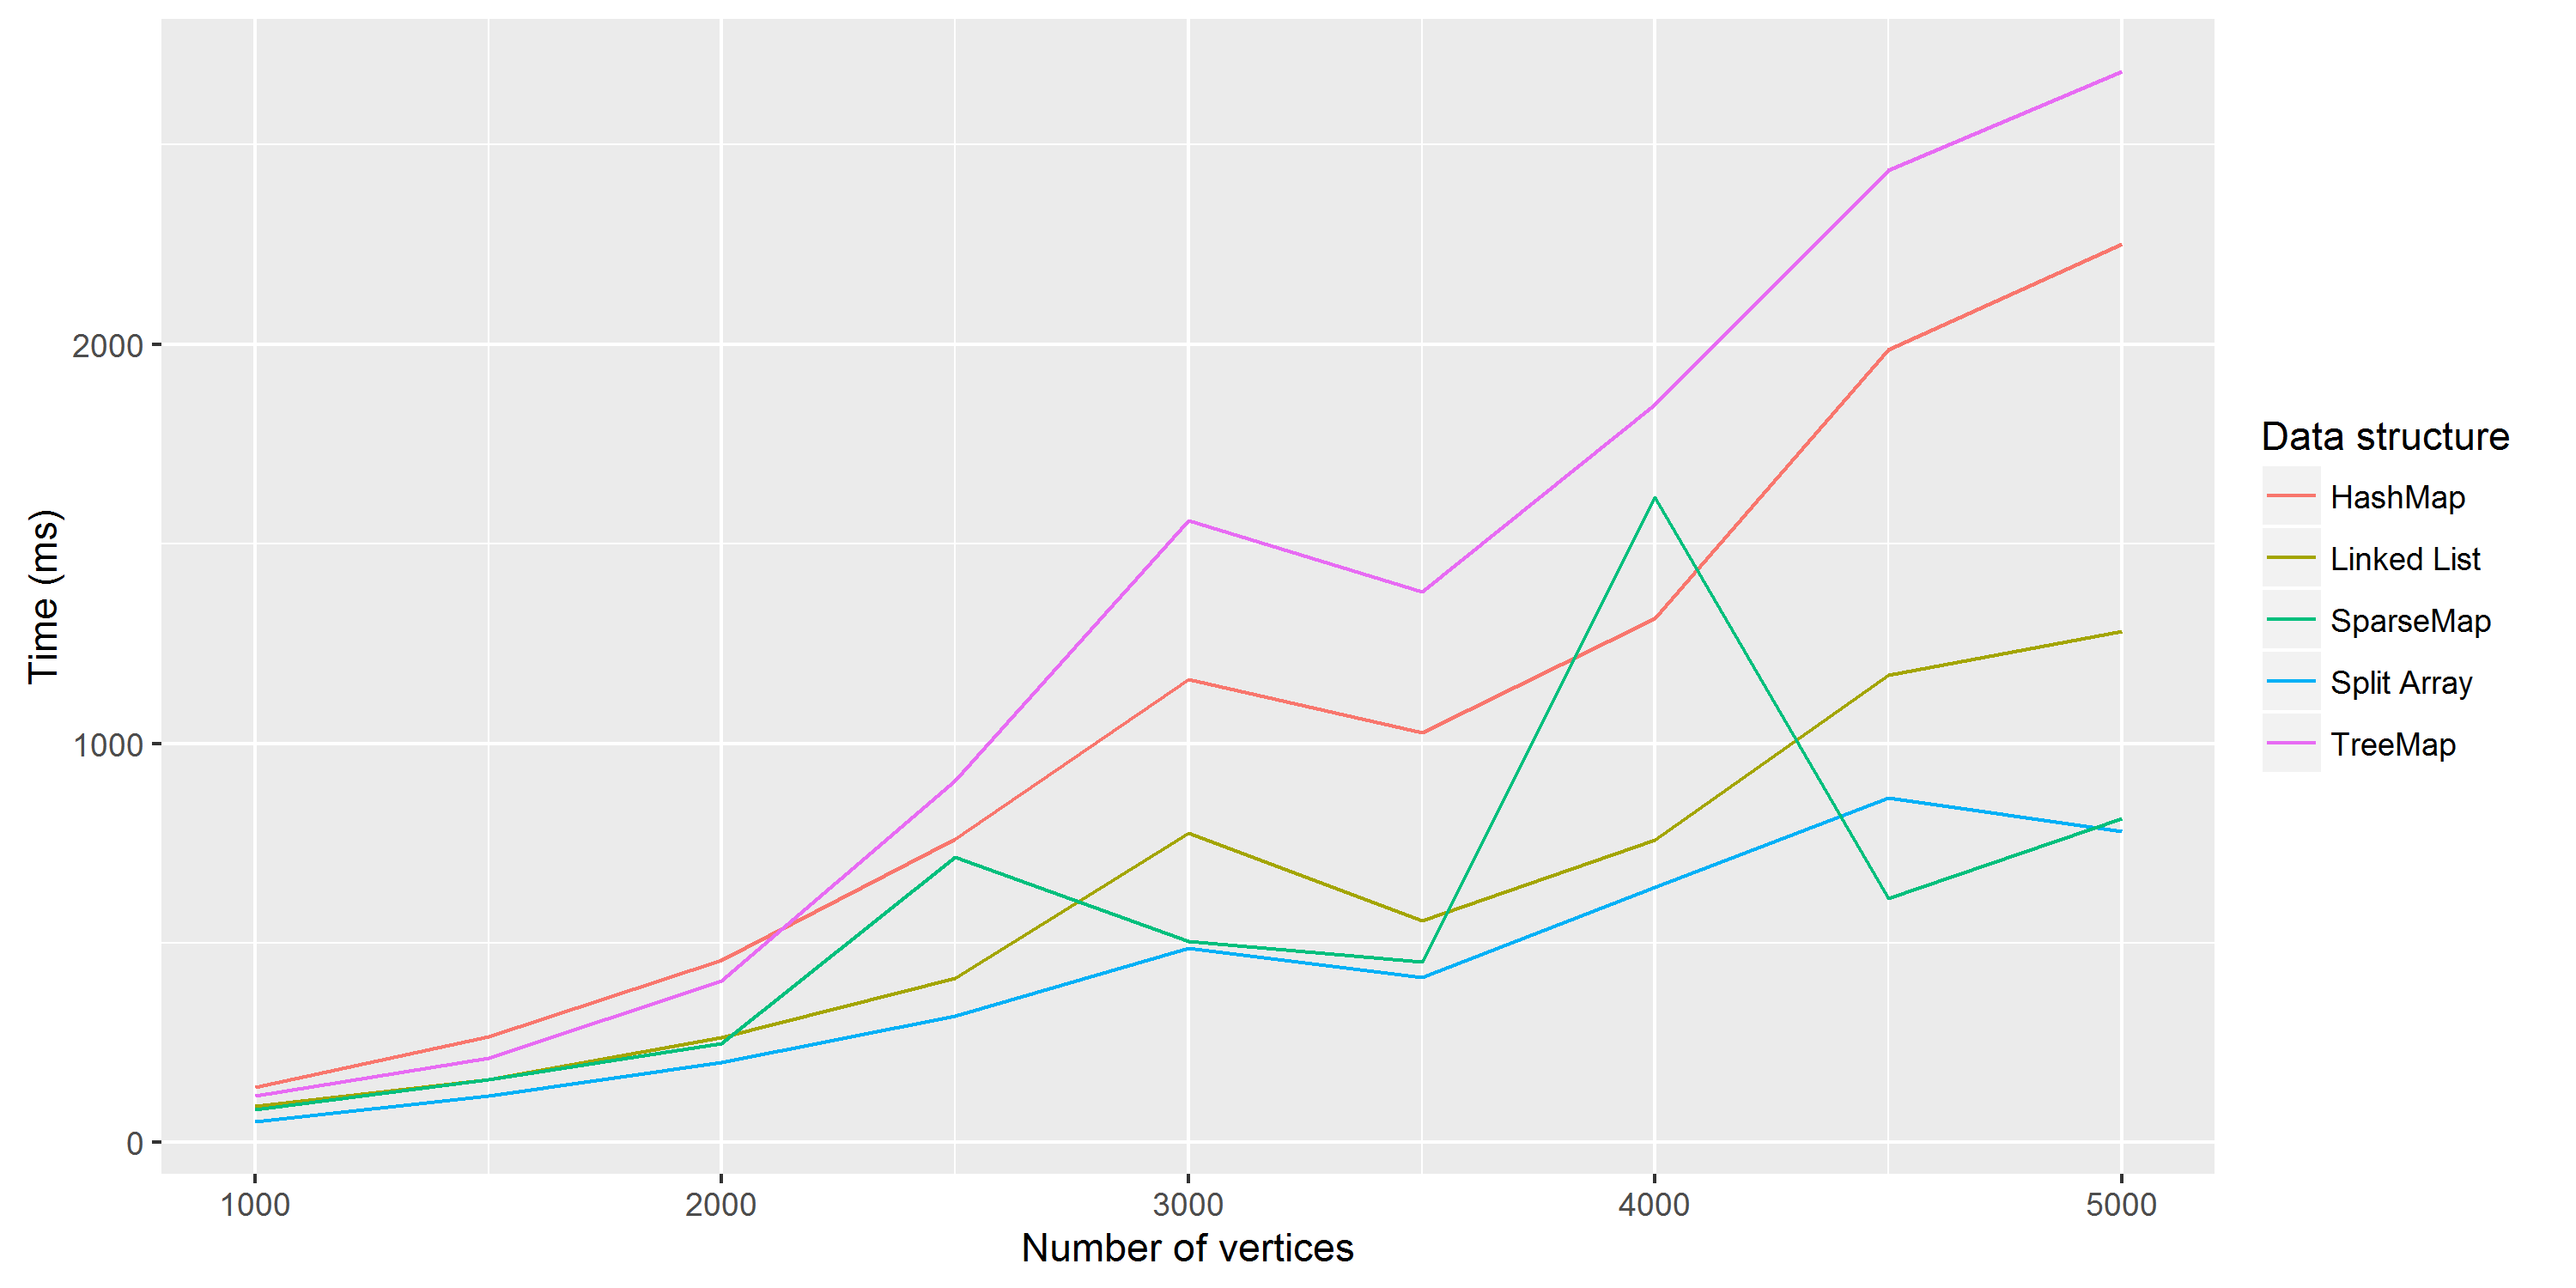 Time (ms)
2000
1000
0
1000 2000 3000 4000 5000
Number of vertices
Data structure
HashMap
Linked List
SparseMap
Split Array
TreeMap